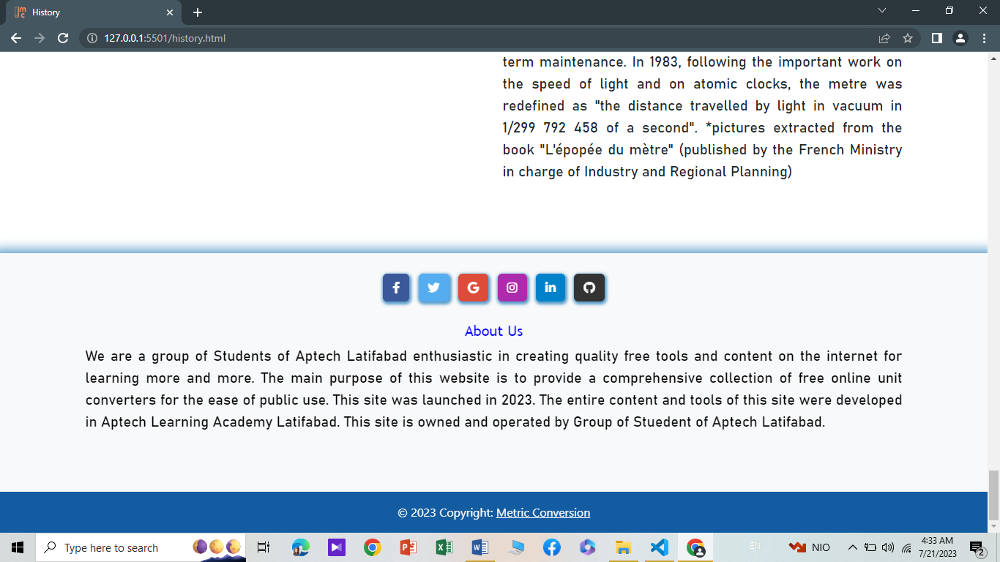 History
127.0.0.1:5501/history.html
term maintenance. In 1983, following the important work on
the speed of light and on atomic clocks, the metre was
redefined as "the distance travelled by light in vacuum in
1/299 792 458 of a second". *pictures extracted from the
book "L'épopée du mètre" (published by the French Ministry
in charge of Industry and Regional Planning)
About Us
We are a group of Students of Aptech Latifabad enthusiastic in creating quality free tools and content on the internet for
learning more and more. The main purpose of this website is to provide a comprehensive collection of free online unit
converters for the ease of public use. This site was launched in 2023. The entire content and tools of this site were developed
in Aptech Learning Academy Latifabad. This site is owned and operated by Group of Stuedent of Aptech Latifabad.
© 2023 Copyright: Metric Conversion
Type here to search
EN
NIO
4:33 AM
7/21/2023
2